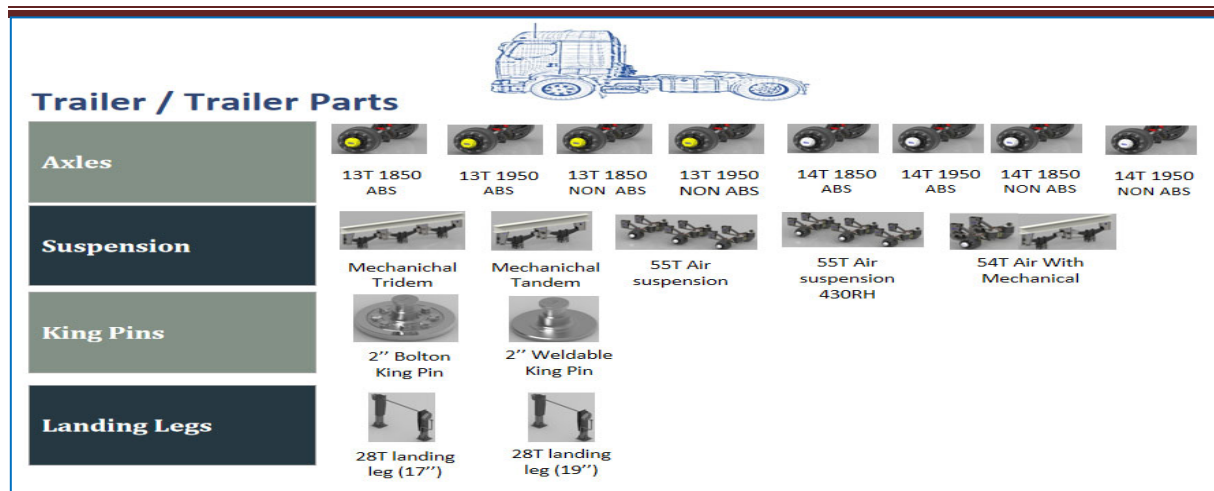 Trailer / Trailer Parts
Axles
13T 1850
ABS
13T 1950
ABS
13T 1850
NON ABS
13T 1950
NON ABS
14T 1850
ABS
14T 1950
ABS
14T 1850
NON ABS
14T 1950
NON ABS
Suspension
Mechanichal
Tridem
Mechanichal
Tandem
55T Air
suspension
55T Air
suspension
430RH
54T Air With
Mechanical
King Pins
2’’ Bolton
King Pin
2’’ Weldable
King Pin
Landing Legs
28T landing
leg (17’’)
28T landing
leg (19’’)